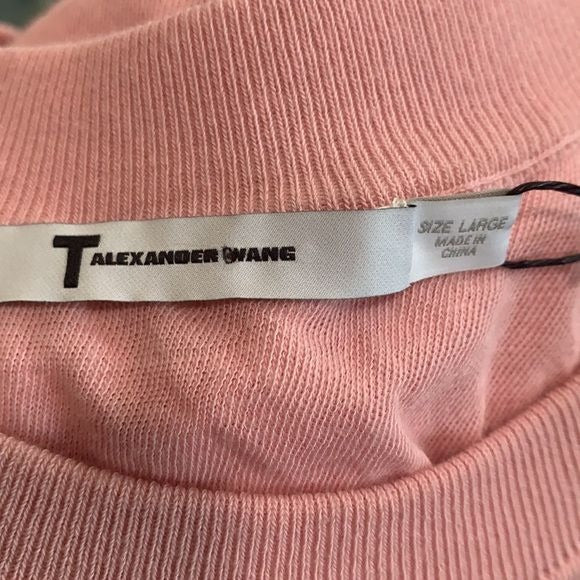 T ALEXANDER WANG
SIZE LARGE
MADE IN
CHINA